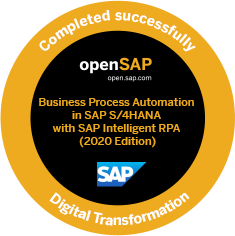 Completed successfully
openSAP
open.sap.com
Business Process Automation
in SAP S/4HANA
with SAP Intelligent RPA
(2020 Edition)
SAP
Digital Transformation